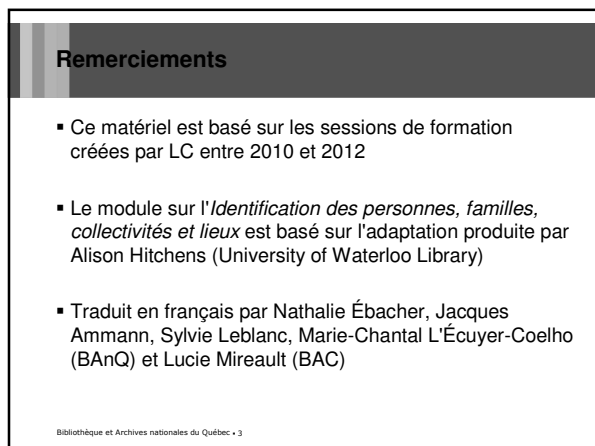 Remerciements
▪ Ce matériel est basé sur les sessions de formation
créées par LC entre 2010 et 2012
▪ Le module sur l'Identification des personnes, familles,
collectivités et lieux est basé sur l'adaptation produite par
Alison Hitchens (University of Waterloo Library)
▪ Traduit en français par Nathalie Ébacher, Jacques
Ammann, Sylvie Leblanc, Marie-Chantal L'Écuyer-Coelho
(BAnQ) et Lucie Mireault (BAC)
Bibliothèque et Archives nationales du Québec ▪ 3